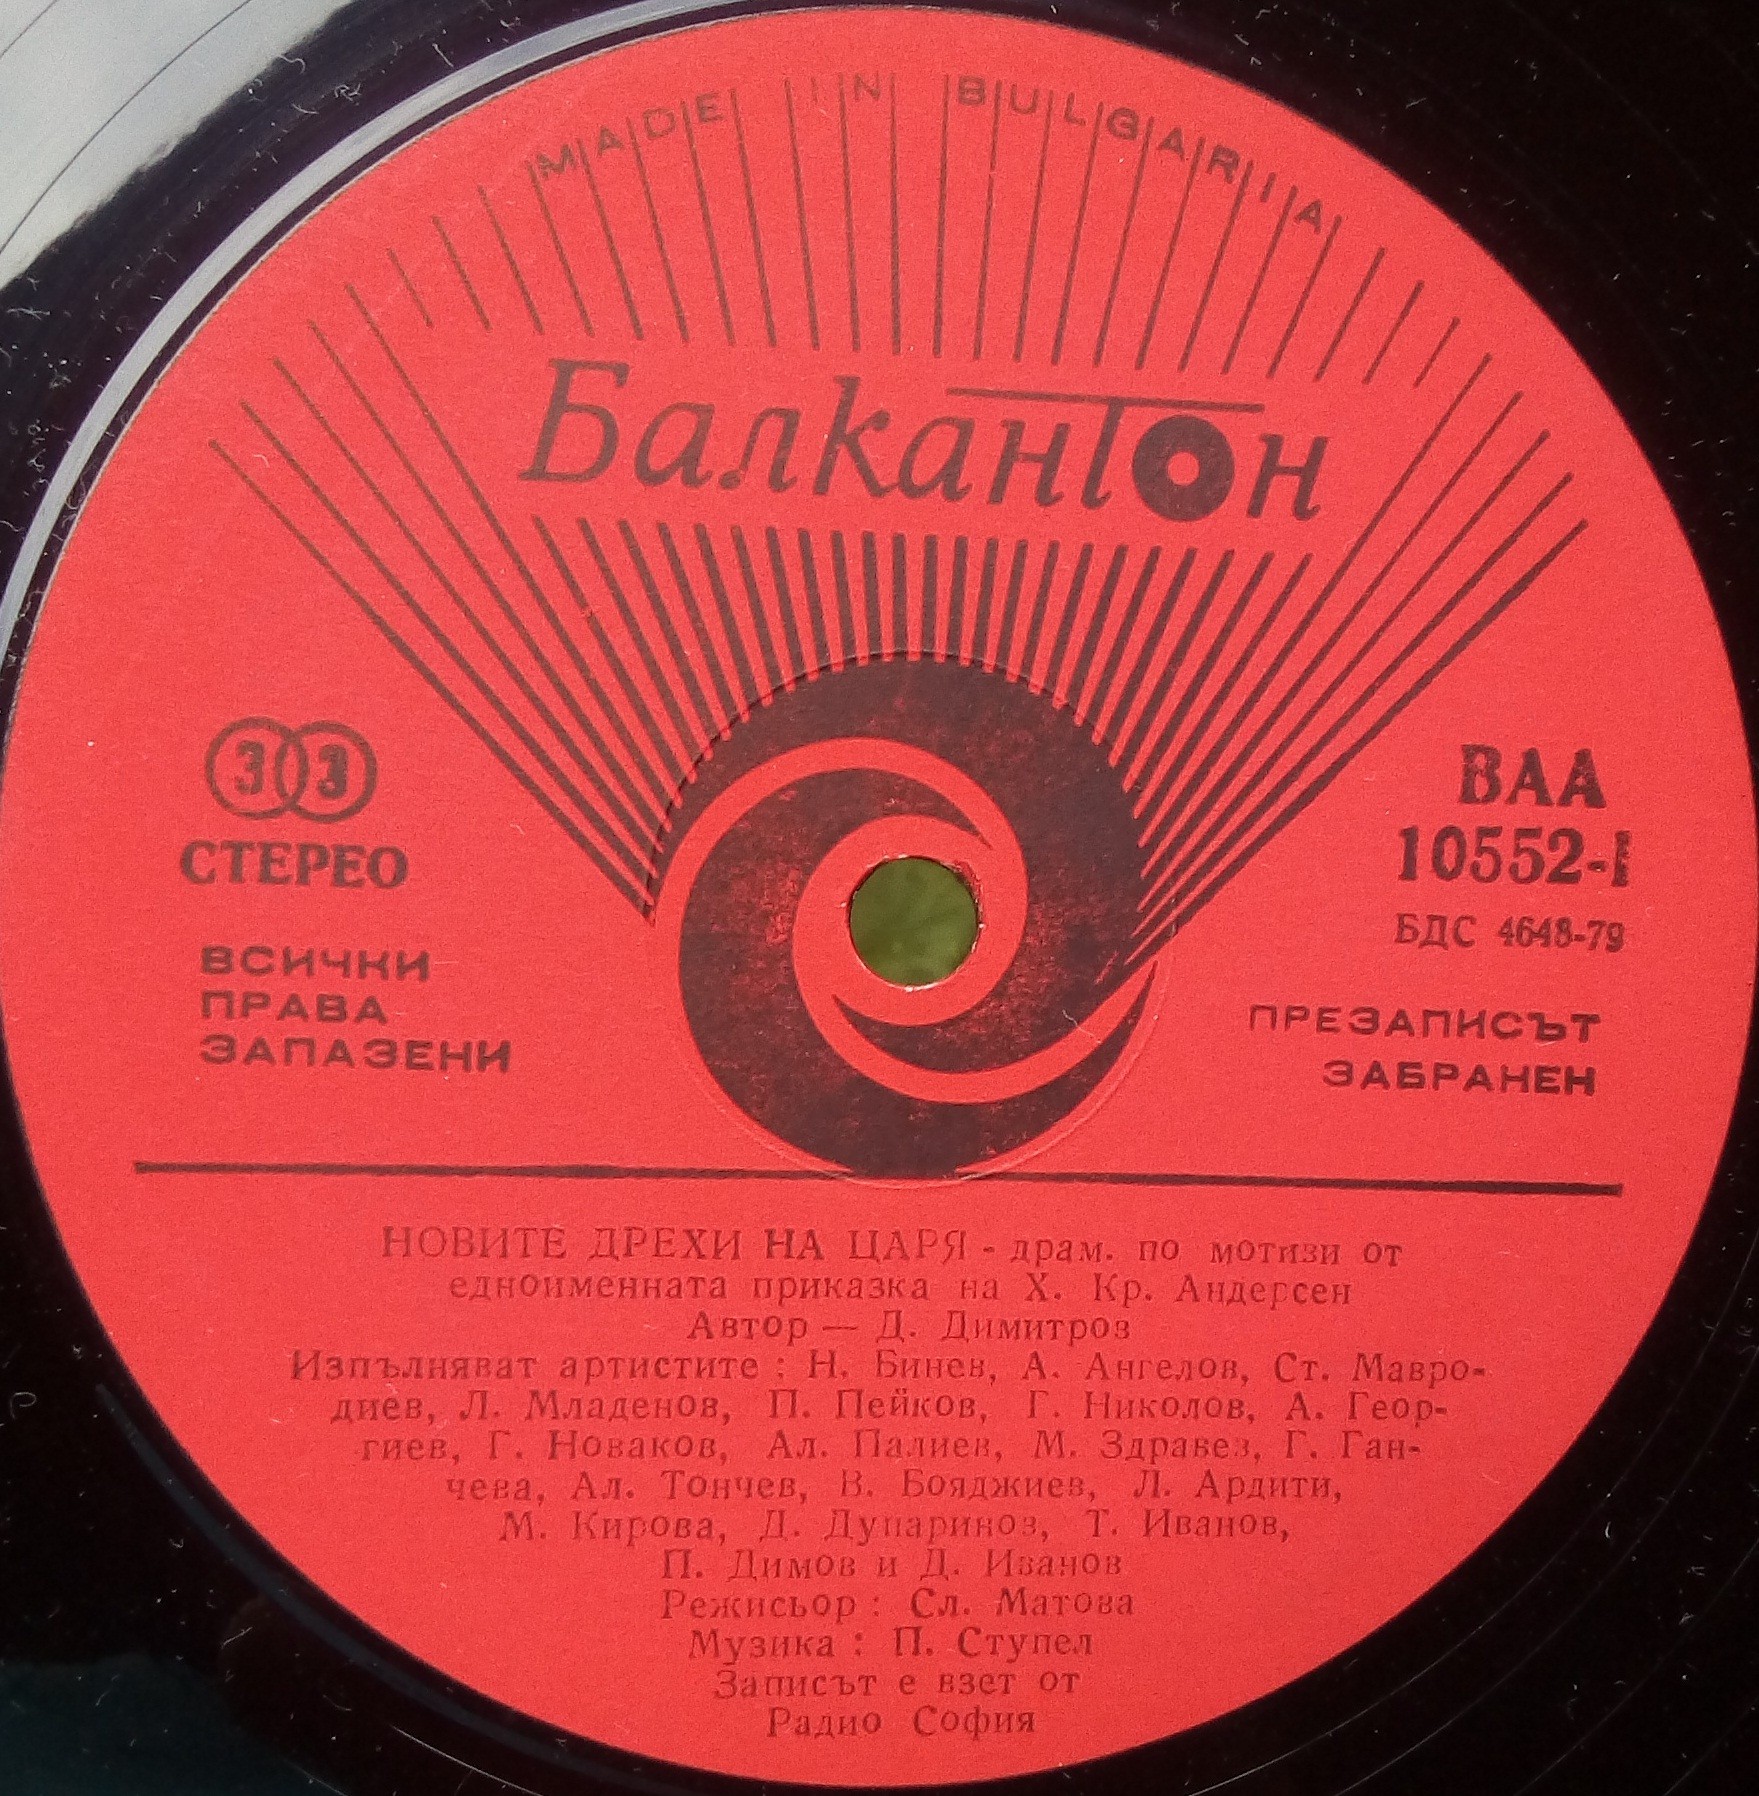 MADE IN BULGARIA
Балкантон
33
СТЕРЕО
ВСИЧКИ
ПРАВА
ЗАПАЗЕНИ
ВАА
10552-I
БДС 4648-79
ПРЕЗАПИСЪТ
ЗАБРАНЕН
НОВИТЕ ДРЕХИ НА ЦАРЯ - драм. по мотиви от
едноименната приказка на Х. Кр. Андерсен
Автор — Д. Димитров
Изпълняват артистите : Н. Бинев, А. Ангелов, Ст. Мавро-
диев, Л. Младенов, П. Пейков, Г. Николов, А. Геор-
гиев, Г. Новаков, Ал. Палиев, М. Здравев, Г. Ган-
чева, Ал. Тончев, В. Бояджиев, Л. Ардити,
М. Кирова, Д. Дупаринов, Т. Иванов,
П. Димов и Д. Иванов
Режисьор : Сл. Матова
Музика : П. Ступел
Записът е взет от
Радио София